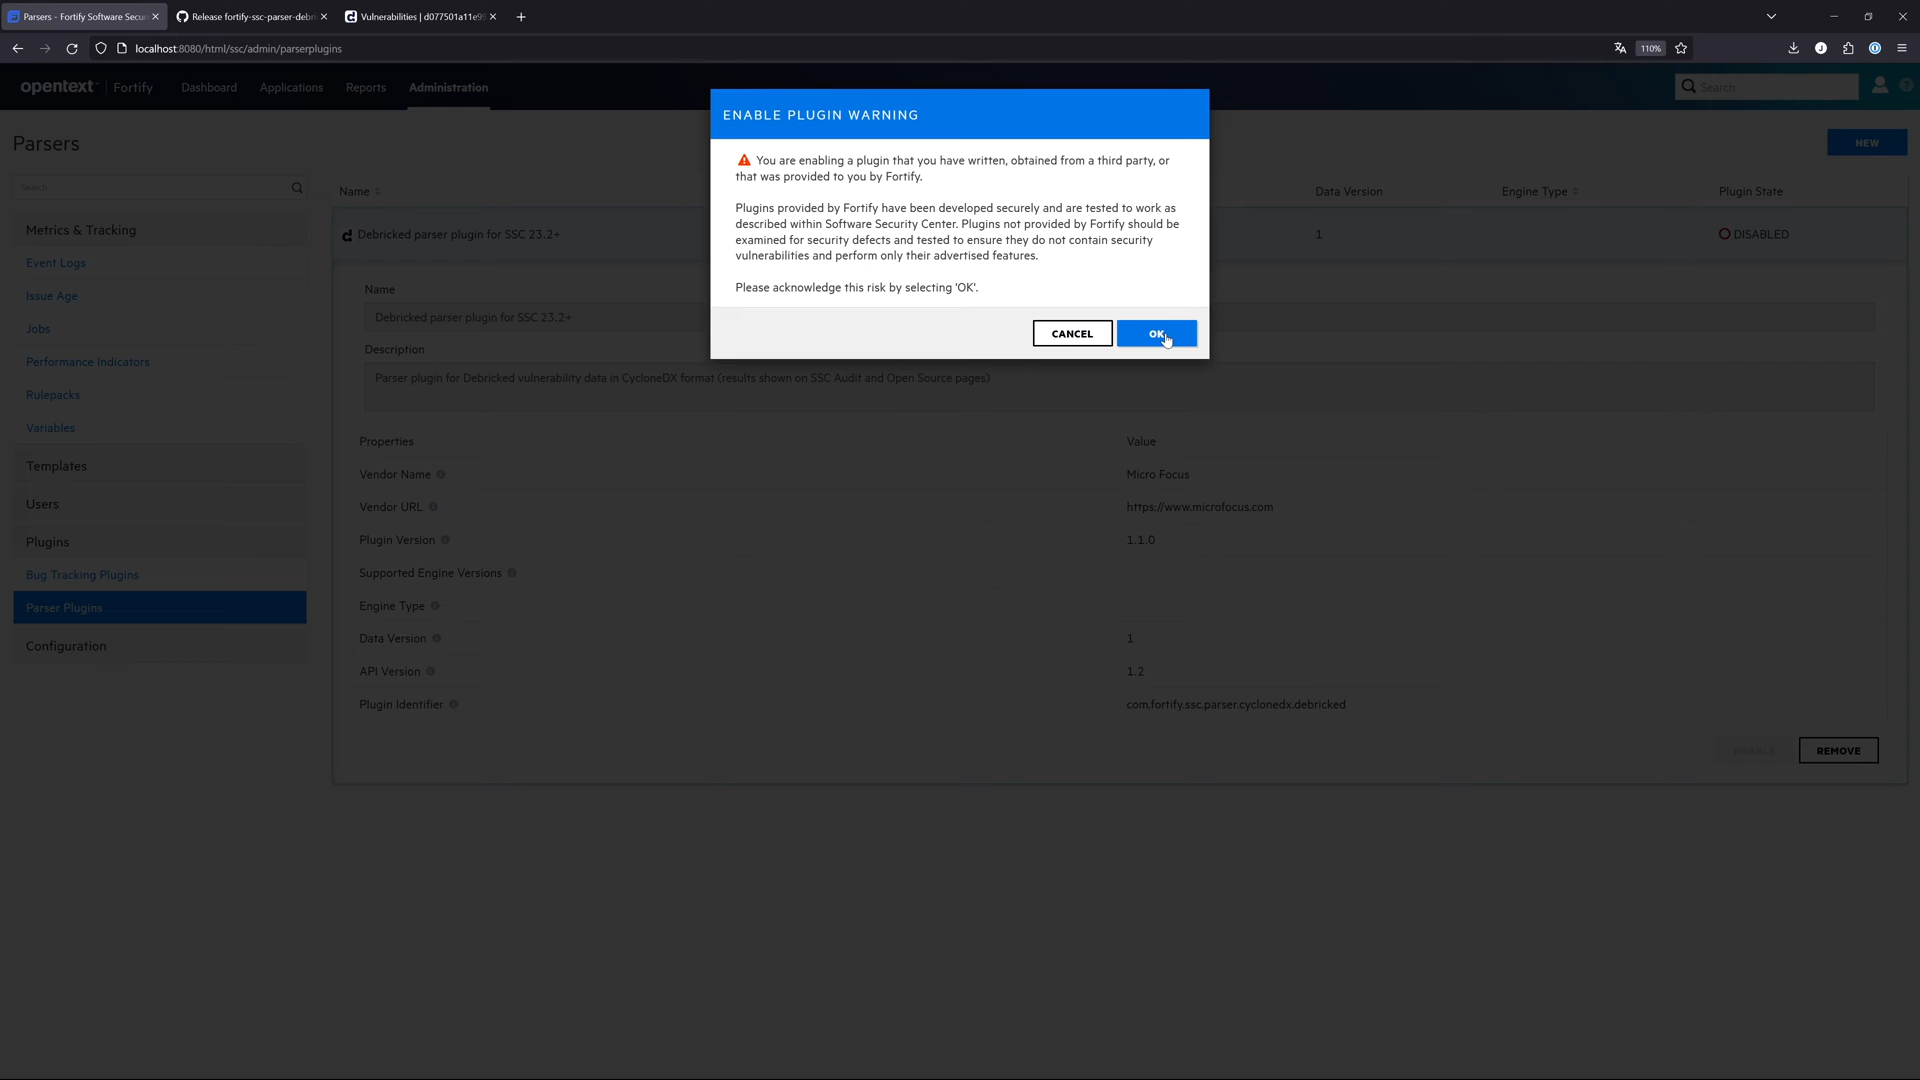 Parsers - Fortify Software Secu
Release fortify-ssc-parser-debri
Vulnerabilities | d077501a11e99
localhost:8080/html/ssc/admin/parserplugins
110%
opentext™ | Fortify
Dashboard
Applications
Reports
Administration
Search
ENABLE PLUGIN WARNING
You are enabling a plugin that you have written, obtained from a third party, or
that was provided to you by Fortify.
Plugins provided by Fortify have been developed securely and are tested to work as
described within Software Security Center. Plugins not provided by Fortify should be
examined for security defects and tested to ensure they do not contain security
vulnerabilities and perform only their advertised features.
Please acknowledge this risk by selecting 'OK'.
CANCEL
OK
Parsers
NEW
Search
Metrics & Tracking
Event Logs
Issue Age
Jobs
Performance Indicators
Rulepacks
Variables
Templates
Users
Plugins
Bug Tracking Plugins
Parser Plugins
Configuration
Name
Data Version
Engine Type
Plugin State
Debricked parser plugin for SSC 23.2+
1
DISABLED
Name
Debricked parser plugin for SSC 23.2+
Description
Parser plugin for Debricked vulnerability data in CycloneDX format (results shown on SSC Audit and Open Source pages)
Properties
Value
Vendor Name
Micro Focus
Vendor URL
https://www.microfocus.com
Plugin Version
1.1.0
Supported Engine Versions
Engine Type
Data Version
1
API Version
1.2
Plugin Identifier
com.fortify.ssc.parser.cyclonedx.debricked
ENABLE
REMOVE